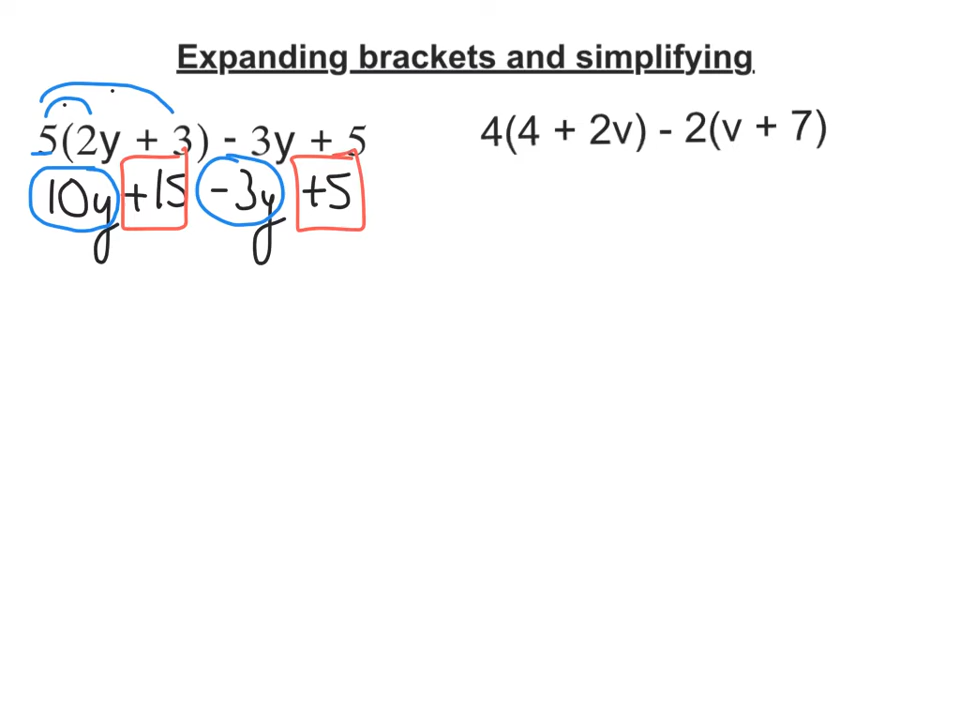 Expanding brackets and simplifying
5(2y + 3) - 3y + 5
10y +15 -3y +5
4(4 + 2v) - 2(v + 7)